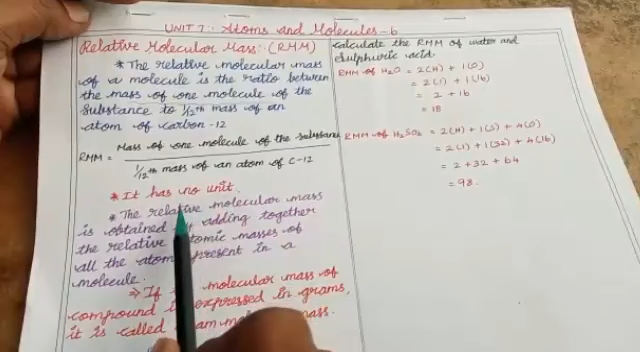 UNIT 7:- Atoms and Molecules-6
Relative Molecular Mass:- (RMM)
* The relative molecular mass
of a molecule is the ratio between
the mass of one molecule of the
substance to 1/12th mass of an
atom of carbon-12
RMM = Mass of one molecule of the substance
1/12th mass of an atom of C-12
* It has no unit.
* The relative molecular mass
is obtained by adding together
the relative atomic masses of
all the atoms present in a
molecule.
⇒ If molecular mass of
compound is expressed in grams,
it is called mass.
calculate the RMM of water and
sulphuric acid.
RMM of H2O = 2(H) + 1(O)
= 2(1) + 1(16)
= 2 + 16
= 18
RMM of = 2(H) + 1(S) + 4(O)
= 2(1) + 1(32) + 4(16)
= 2 + 32 + 64
= 98.